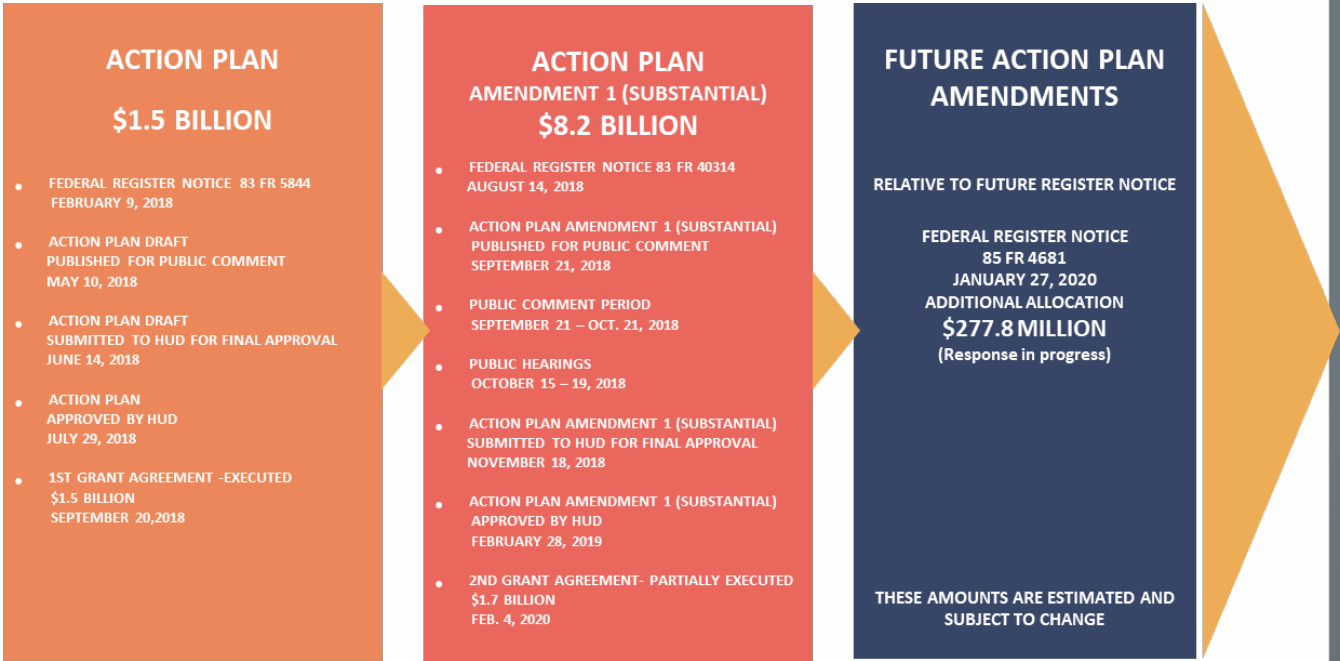 ACTION PLAN
$1.5 BILLION
• FEDERAL REGISTER NOTICE 83 FR 5844
FEBRUARY 9, 2018
• ACTION PLAN DRAFT
PUBLISHED FOR PUBLIC COMMENT
MAY 10, 2018
• ACTION PLAN DRAFT
SUBMITTED TO HUD FOR FINAL APPROVAL
JUNE 14, 2018
• ACTION PLAN
APPROVED BY HUD
JULY 29, 2018
• 1ST GRANT AGREEMENT -EXECUTED
$1.5 BILLION
SEPTEMBER 20,2018
ACTION PLAN
AMENDMENT 1 (SUBSTANTIAL)
$8.2 BILLION
• FEDERAL REGISTER NOTICE 83 FR 40314
AUGUST 14, 2018
• ACTION PLAN AMENDMENT 1 (SUBSTANTIAL)
PUBLISHED FOR PUBLIC COMMENT
SEPTEMBER 21, 2018
• PUBLIC COMMENT PERIOD
SEPTEMBER 21 – OCT. 21, 2018
• PUBLIC HEARINGS
OCTOBER 15 – 19, 2018
• ACTION PLAN AMENDMENT 1 (SUBSTANTIAL)
SUBMITTED TO HUD FOR FINAL APPROVAL
NOVEMBER 18, 2018
• ACTION PLAN AMENDMENT 1 (SUBSTANTIAL)
APPROVED BY HUD
FEBRUARY 28, 2019
• 2ND GRANT AGREEMENT- PARTIALLY EXECUTED
$1.7 BILLION
FEB. 4, 2020
FUTURE ACTION PLAN
AMENDMENTS
RELATIVE TO FUTURE REGISTER NOTICE
FEDERAL REGISTER NOTICE
85 FR 4681
JANUARY 27, 2020
ADDITIONAL ALLOCATION
$277.8 MILLION
(Response in progress)
THESE AMOUNTS ARE ESTIMATED AND
SUBJECT TO CHANGE